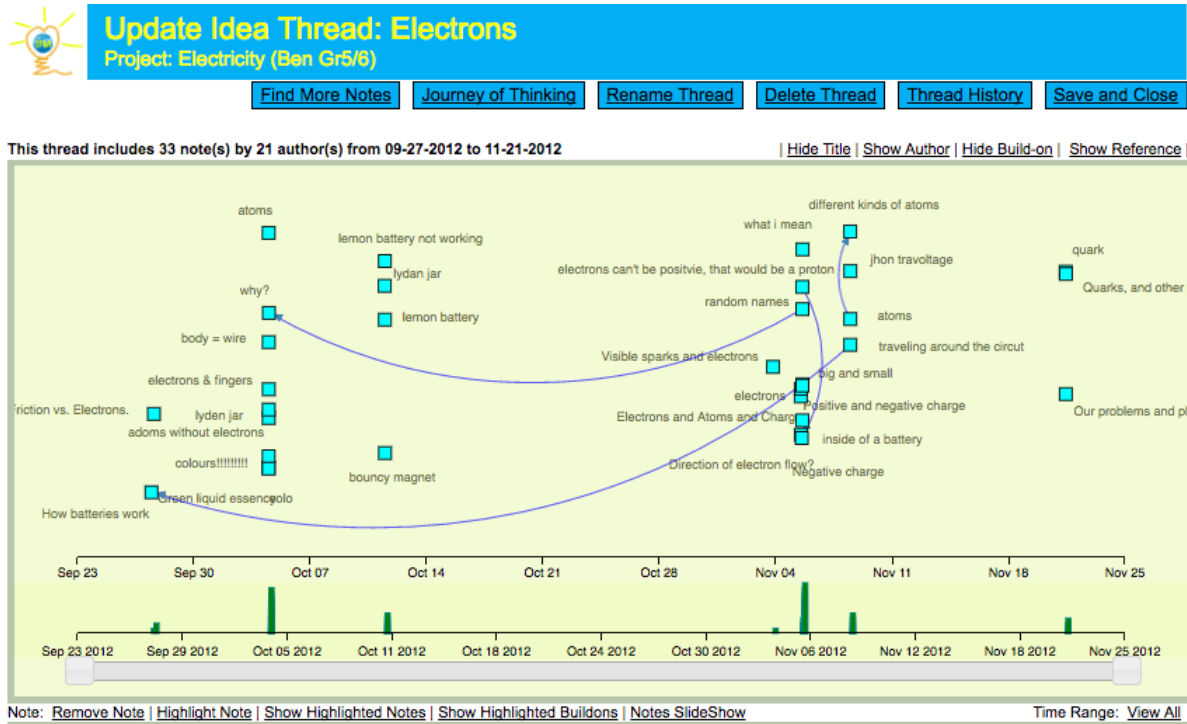 Update Idea Thread: Electrons
Project: Electricity (Ben Gr5/6)
Find More Notes Journey of Thinking Rename Thread Delete Thread Thread History Save and Close
This thread includes 33 note(s) by 21 author(s) from 09-27-2012 to 11-21-2012 | Hide Title | Show Author | Hide Build-on | Show Reference |
atoms
different kinds of atoms
what i mean
lemon battery not working
quark
jhon travoltage
electrons can't be positvie, that would be a proton
lydan jar
Quarks, and other
why?
random names
lemon battery
atoms
body = wire
traveling around the circut
Visible sparks and electrons
big and small
electrons & fingers
electrons
Positive and negative charge
Friction vs. Electrons.
lyden jar
Electrons and Atoms and Charg
Our problems and pl
adoms without electrons
inside of a battery
colours!!!!!!!!!
Direction of electron flow?
Negative charge
bouncy magnet
Green liquid essence
yolo
How batteries work
Sep 23 Sep 30 Oct 07 Oct 14 Oct 21 Oct 28 Nov 04 Nov 11 Nov 18 Nov 25
Sep 23 2012 Sep 29 2012 Oct 05 2012 Oct 11 2012 Oct 18 2012 Oct 24 2012 Oct 30 2012 Nov 06 2012 Nov 12 2012 Nov 18 2012 Nov 25 2012
Note: Remove Note | Highlight Note | Show Highlighted Notes | Show Highlighted Buildons | Notes SlideShow Time Range: View All